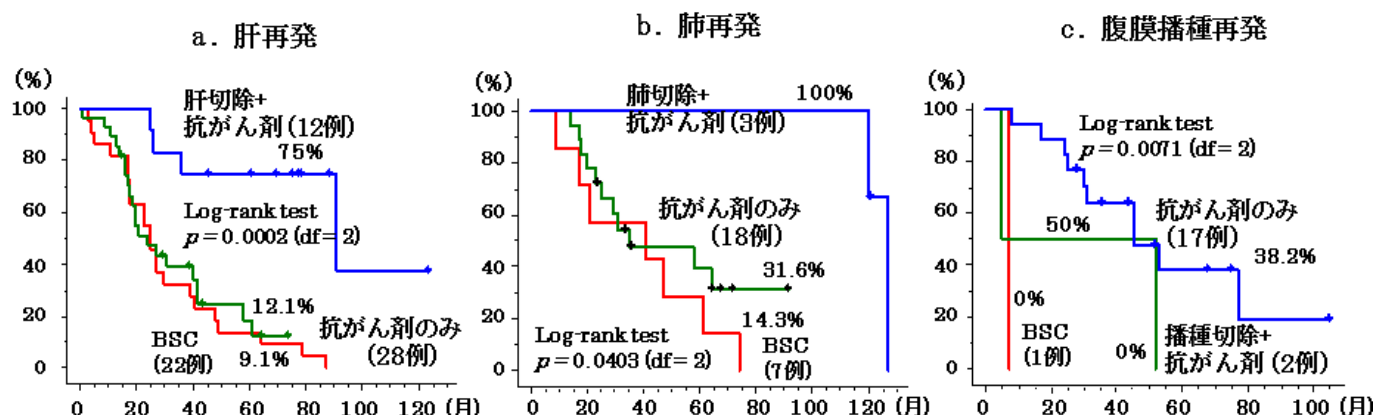 a. 肝再発
(%)
100
80
60
40
20
0
肝切除+
抗がん剤(12例)
75%
Log-rank test
p=0.0002 (df=2)
12.1%
BSC
(22例)
9.1%
抗がん剤のみ
(28例)
0 20 40 60 80 100 120 (月)
b. 肺再発
(%)
100
80
60
40
20
0
肺切除+
抗がん剤(3例)
100%
抗がん剤のみ
(18例)
31.6%
14.3%
BSC
(7例)
Log-rank test
p=0.0403 (df=2)
0 20 40 60 80 100 120 (月)
c. 腹膜播種再発
(%)
100
80
60
40
20
0
Log-rank test
p=0.0071 (df=2)
50%
抗がん剤のみ
(17例)
38.2%
0%
BSC
(1例)
0%
播種切除+
抗がん剤(2例)
0 20 40 60 80 100 (月)